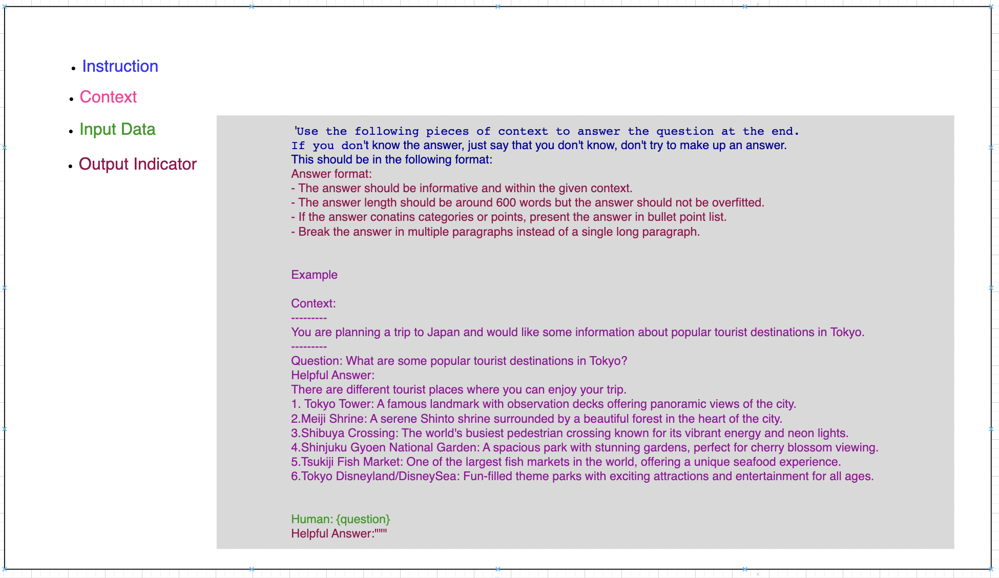 • Instruction
• Context
• Input Data
• Output Indicator
'Use the following pieces of context to answer the question at the end.
If you don't know the answer, just say that you don't know, don't try to make up an answer.
This should be in the following format:
Answer format:
- The answer should be informative and within the given context.
- The answer length should be around 600 words but the answer should not be overfitted.
- If the answer conatins categories or points, present the answer in bullet point list.
- Break the answer in multiple paragraphs instead of a single long paragraph.
Example
Context:
---------
You are planning a trip to Japan and would like some information about popular tourist destinations in Tokyo.
---------
Question: What are some popular tourist destinations in Tokyo?
Helpful Answer:
There are different tourist places where you can enjoy your trip.
1. Tokyo Tower: A famous landmark with observation decks offering panoramic views of the city.
2.Meiji Shrine: A serene Shinto shrine surrounded by a beautiful forest in the heart of the city.
3.Shibuya Crossing: The world's busiest pedestrian crossing known for its vibrant energy and neon lights.
4.Shinjuku Gyoen National Garden: A spacious park with stunning gardens, perfect for cherry blossom viewing.
5.Tsukiji Fish Market: One of the largest fish markets in the world, offering a unique seafood experience.
6.Tokyo Disneyland/DisneySea: Fun-filled theme parks with exciting attractions and entertainment for all ages.
Human: {question}
Helpful Answer:"""